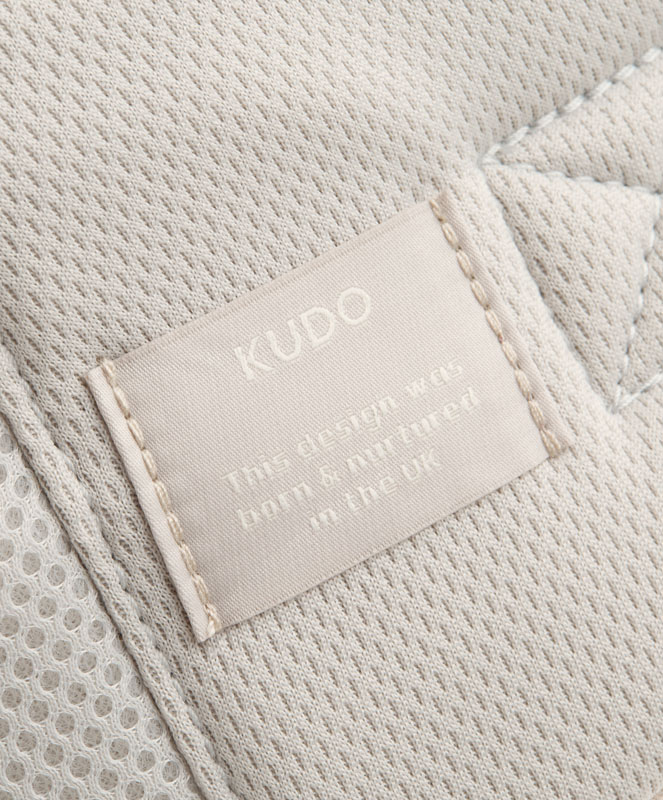 KUDO
This design was
born & nurtured
in the UK